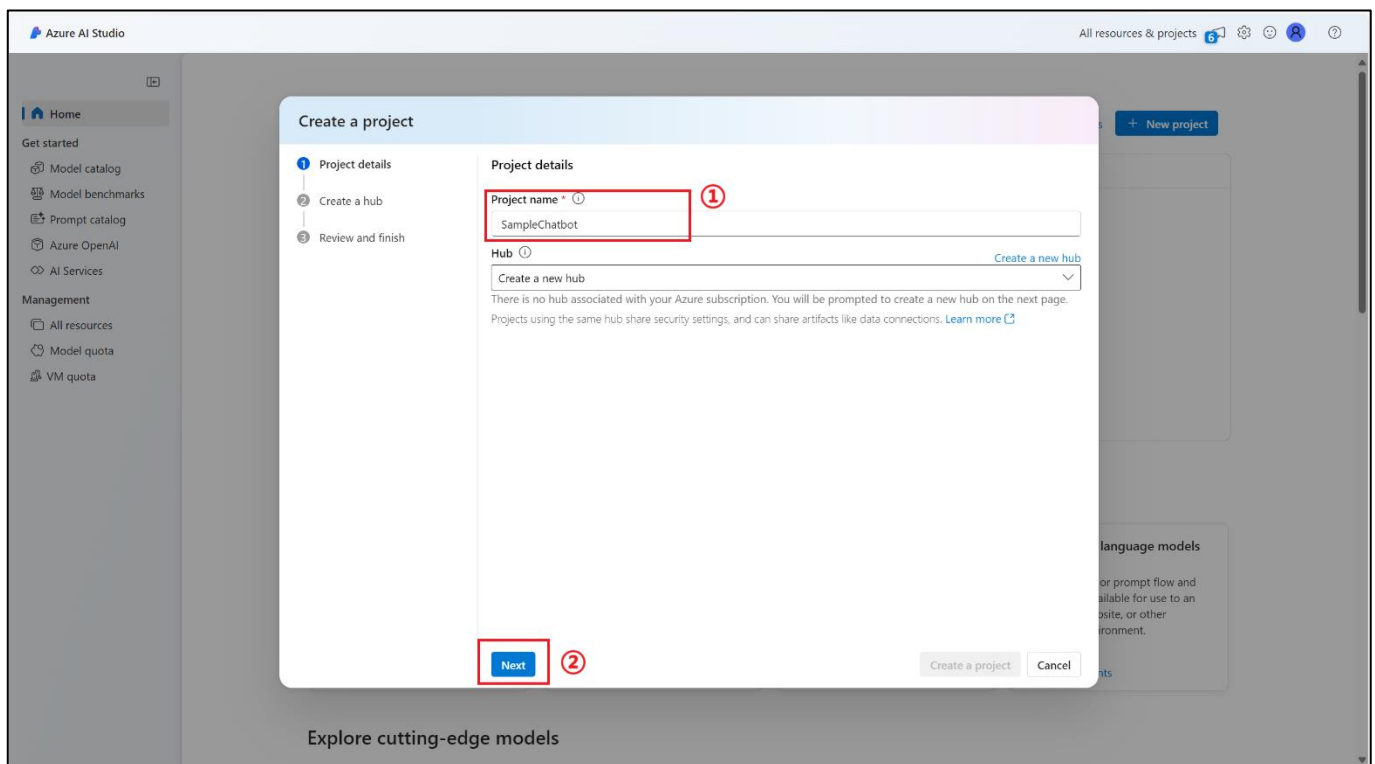 Azure AI Studio
All resources & projects
6
Home
Get started
Model catalog
Model benchmarks
Prompt catalog
Azure OpenAI
AI Services
Management
All resources
Model quota
VM quota
s
+ New project
Create a project
1 Project details
2 Create a hub
3 Review and finish
Project details
Project name *
①
SampleChatbot
Hub
Create a new hub
Create a new hub
There is no hub associated with your Azure subscription. You will be prompted to create a new hub on the next page.
Projects using the same hub share security settings, and can share artifacts like data connections. Learn more
Next
②
Create a project
Cancel
language models
or prompt flow and
ailable for use to an
bsite, or other
ironment.
nts
Explore cutting-edge models